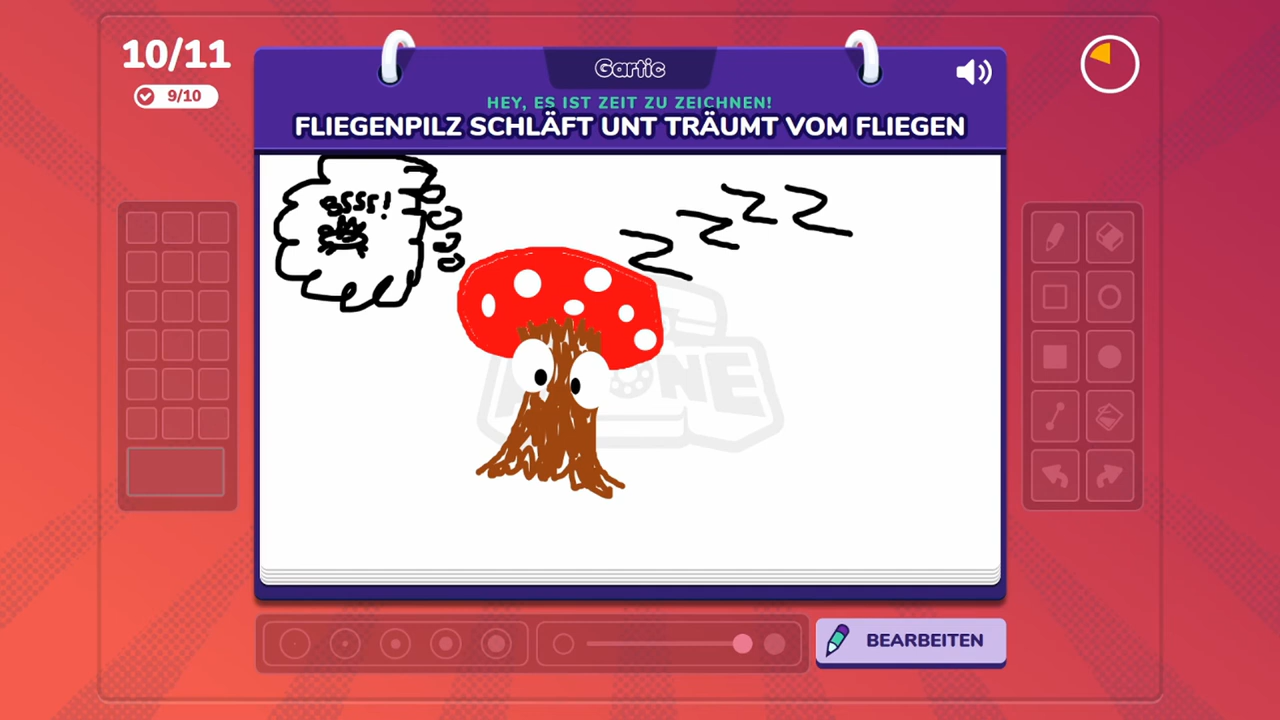 10/11
9/10
Gartic
HEY, ES IST ZEIT ZU ZEICHNEN!
FLIEGENPILZ SCHLÄFT UNT TRÄUMT VOM FLIEGEN
BSSS!
Z Z Z Z
BEARBEITEN